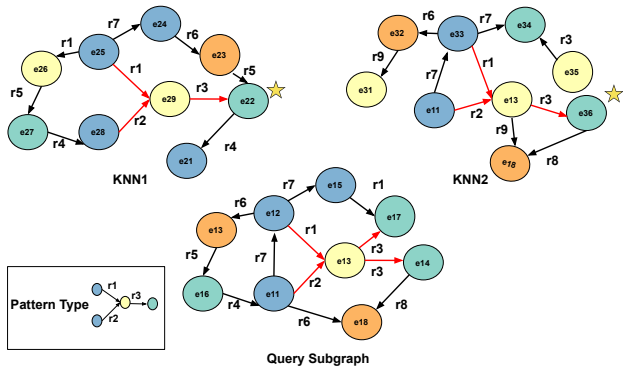 r7
e24
r6
r1
e25
e23
e26
r1
r5
e29
r3
e22
r5
r2
e27
r4
e28
r4
e21
KNN1
r6
e33
r7
e34
e32
r3
r9
r1
e35
r7
e31
e13
r3
e11
r2
e36
r9
r8
e18
KNN2
r7
e15
r1
r6
e12
e17
e13
r1
r5
r3
r7
e13
e14
r3
r2
e16
r4
e11
r8
r6
e18
Query Subgraph
r1
Pattern Type
r3
r2